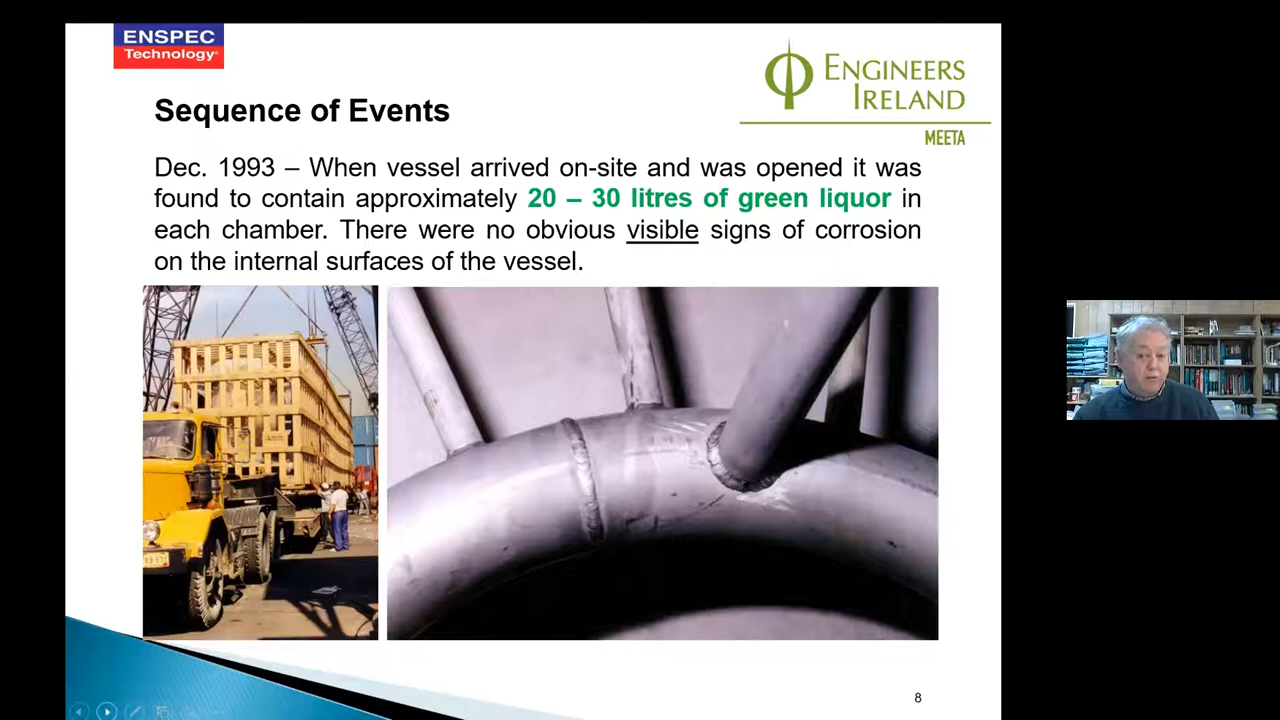 ENSPEC
Technology
ENGINEERS
IRELAND
MEETA
Sequence of Events
Dec. 1993 – When vessel arrived on-site and was opened it was
found to contain approximately 20 – 30 litres of green liquor in
each chamber. There were no obvious visible signs of corrosion
on the internal surfaces of the vessel.
8